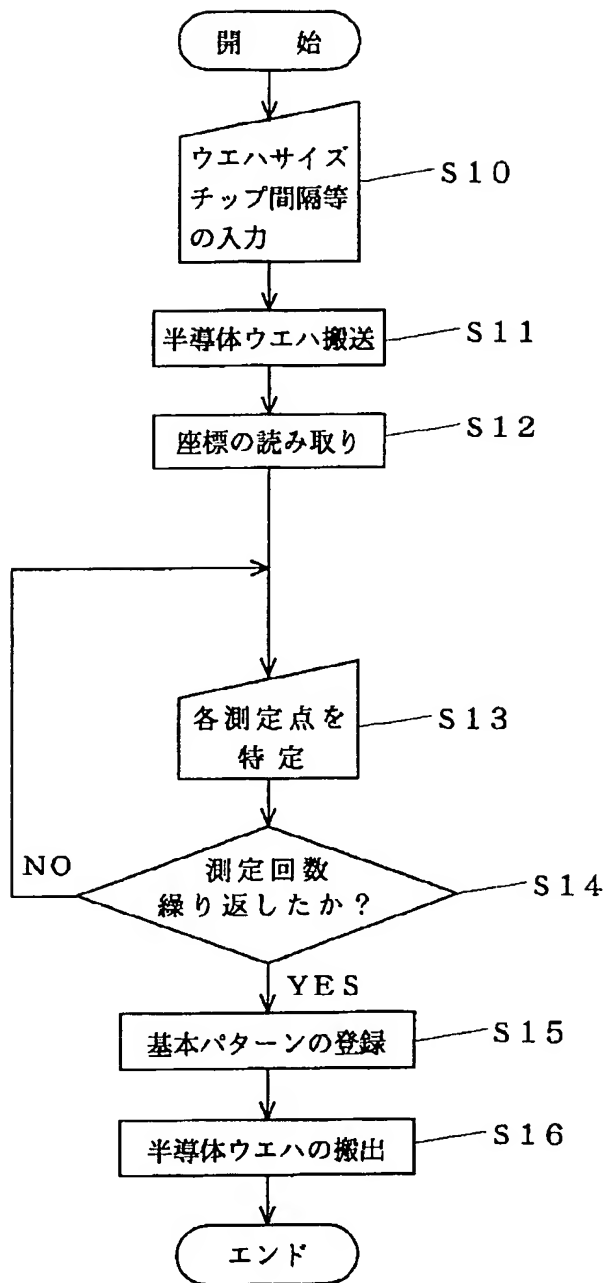 開 始
ウエハサイズ
チップ間隔等
の入力
S10
半導体ウエハ搬送
S11
座標の読み取り
S12
各測定点を
特定
S13
NO
測定回数
繰り返したか?
S14
YES
基本パターンの登録
S15
半導体ウエハの搬出
S16
エンド